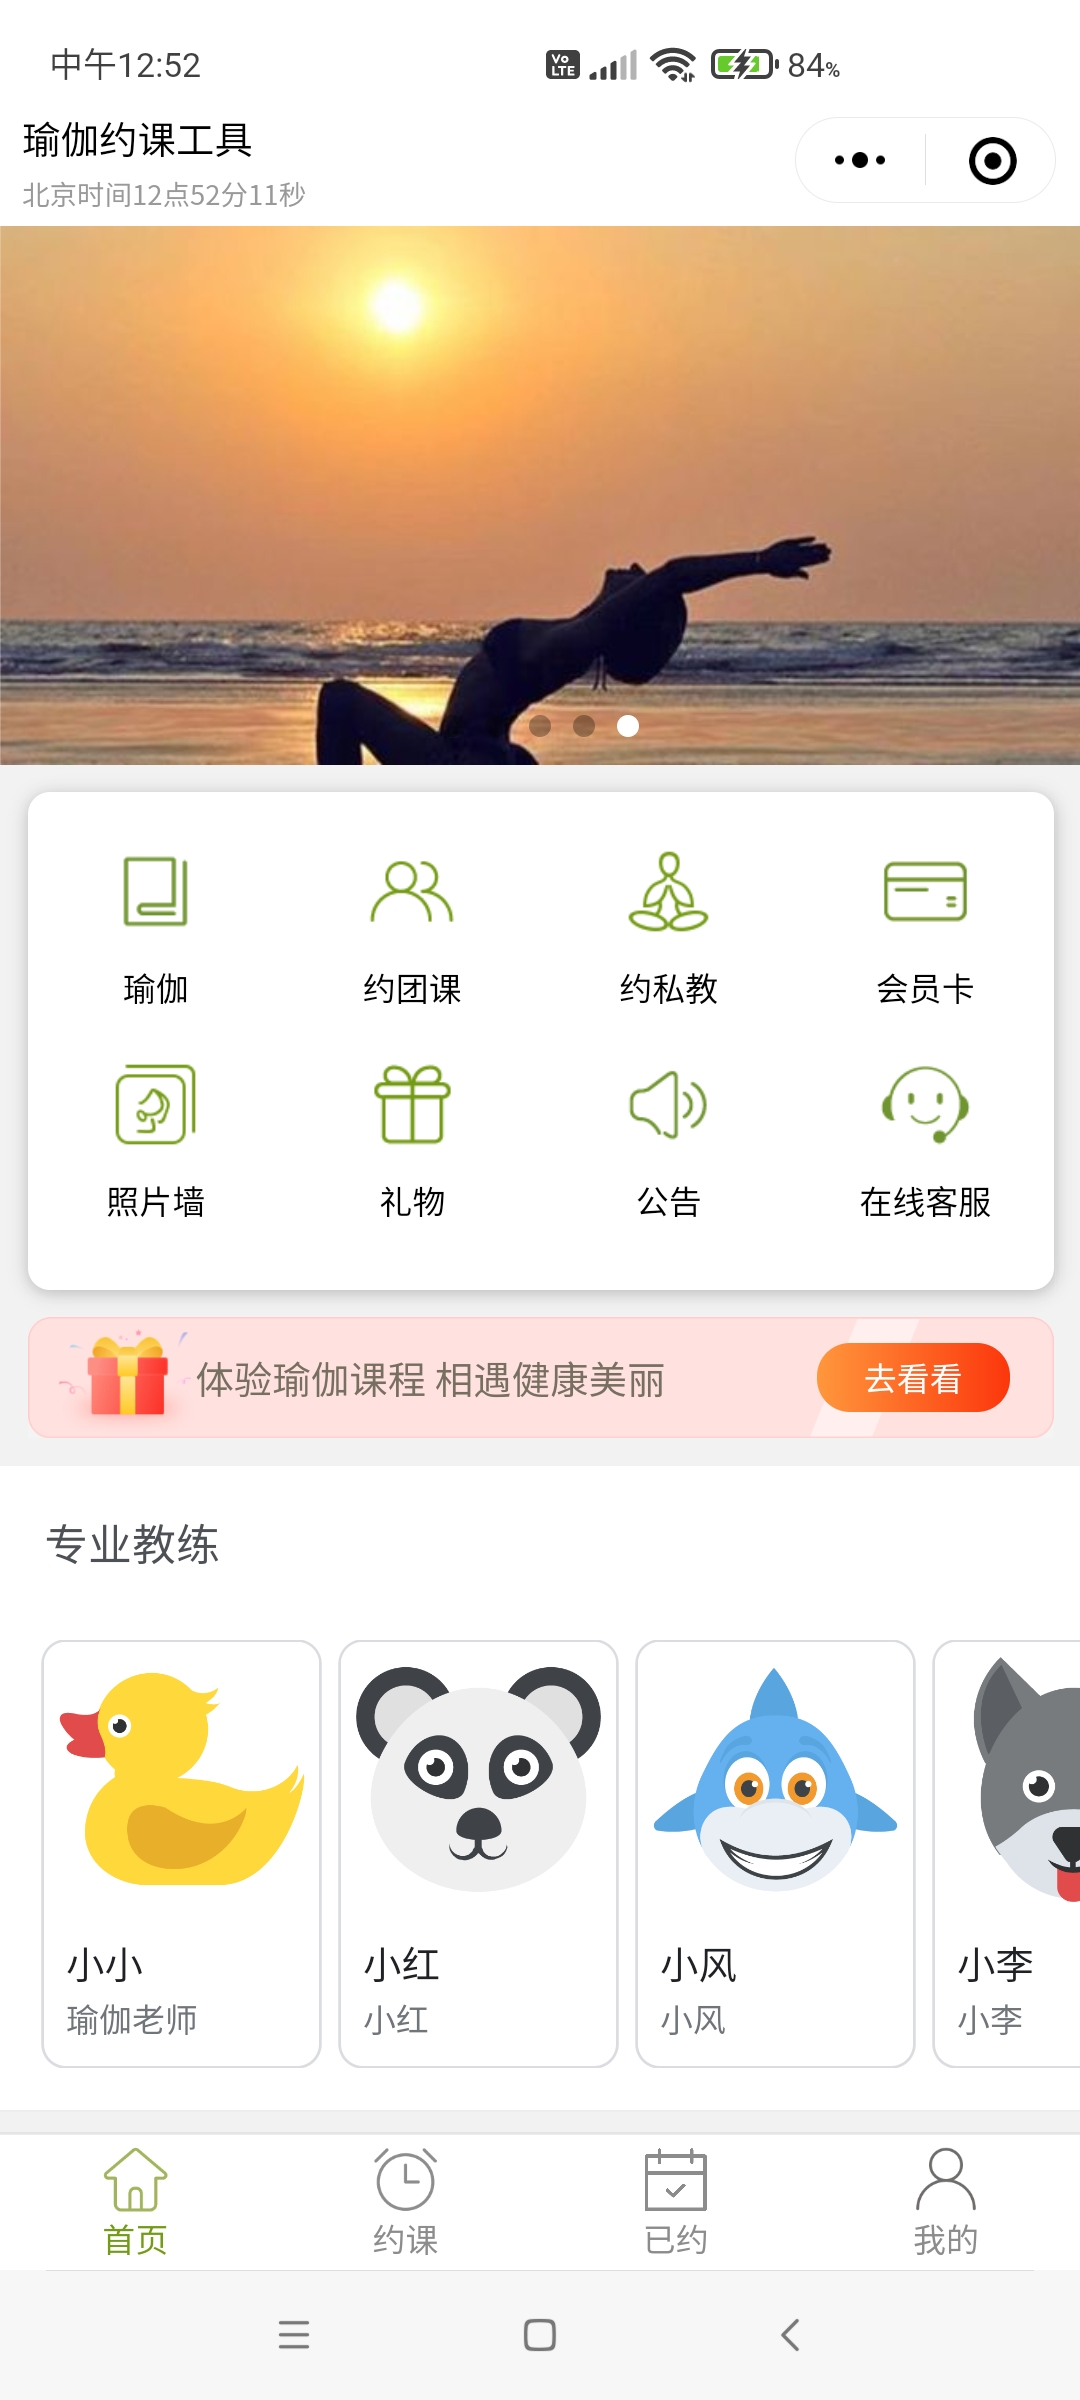 中午12:52
Vo LTE
84%
瑜伽约课工具
北京时间12点52分11秒
瑜伽 约团课 约私教 会员卡
照片墙 礼物 公告 在线客服
体验瑜伽课程 相遇健康美丽 去看看
专业教练
小小 小红 小风 小李
瑜伽老师 小红 小风 小李
首页 约课 已约 我的